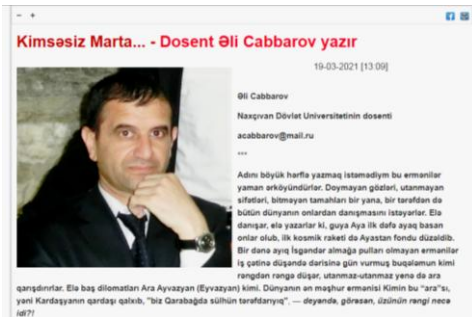 - +
Kimsəsiz Marta... - Dosent Əli Cabbarov yazır
19-03-2021 [13:09]
Əli Cabbarov
Naxçıvan Dövlət Universitetinin dosenti
acabbarov@mail.ru
***
Adını böyük hərflə yazmaq istəmədiyim bu ermənilər
yaman ərköyündürlər. Doymayan gözləri, utanmayan
sifətləri, bitməyən tamahları bir yana, bir tərəfdən də
bütün dünyanın onlardan danışmasını istəyərlər. Elə
danışar, elə yazarlar ki, guya Aya ilk dəfə ayaq basan
onlar olub, ilk kosmik raketi də Ayastan fondu düzəldib.
Bir dənə ayıq İsgəndər almağa pulları olmayan ermənilər
iş çətinə düşəndə dərisinə gün vurmuş buqələmun kimi
rəngdən rəngə düşər, utanmaz-utanmaz yenə də ara
qarışdırırlar. Elə baş diləmatları Ara Ayvazyan (Eyvazyan) kimi. Dünyanın ən məşhur ermənisi Kimin bu "ara"sı,
yəni Kardaşyanın qardaşı qalxıb, "biz Qarabağda sülhün tərəfdarıyıq", — deyəndə, görəsən, üzünün rəngi necə
idi?!